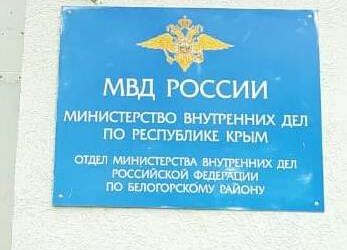 МВД РОССИИ
МИНИСТЕРСТВО ВНУТРЕННИХ ДЕЛ
ПО РЕСПУБЛИКЕ КРЫМ
ОТДЕЛ МИНИСТЕРСТВА ВНУТРЕННИХ ДЕЛ
РОССИЙСКОЙ ФЕДЕРАЦИИ
ПО БЕЛОГОРСКОМУ РАЙОНУ